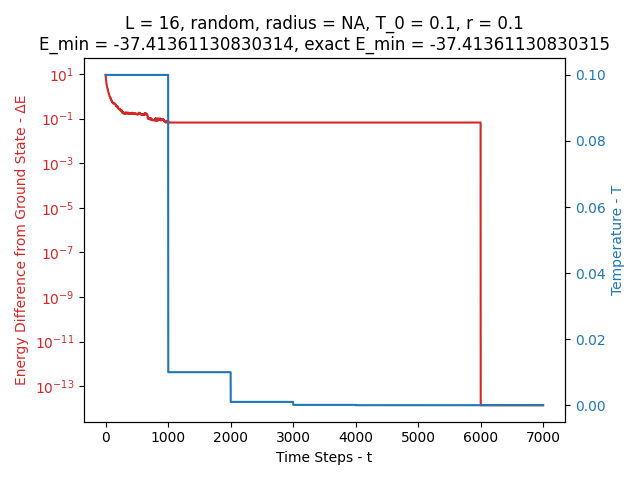 L = 16, random, radius = NA, T_0 = 0.1, r = 0.1
E_min = -37.41361130830314, exact E_min = -37.41361130830315
Energy Difference from Ground State - ΔE
10¹
10⁻¹
10⁻³
10⁻⁵
10⁻⁷
10⁻⁹
10⁻¹¹
10⁻¹³
0.10
0.08
0.06
0.04
0.02
0.00
Temperature - T
0 1000 2000 3000 4000 5000 6000 7000
Time Steps - t